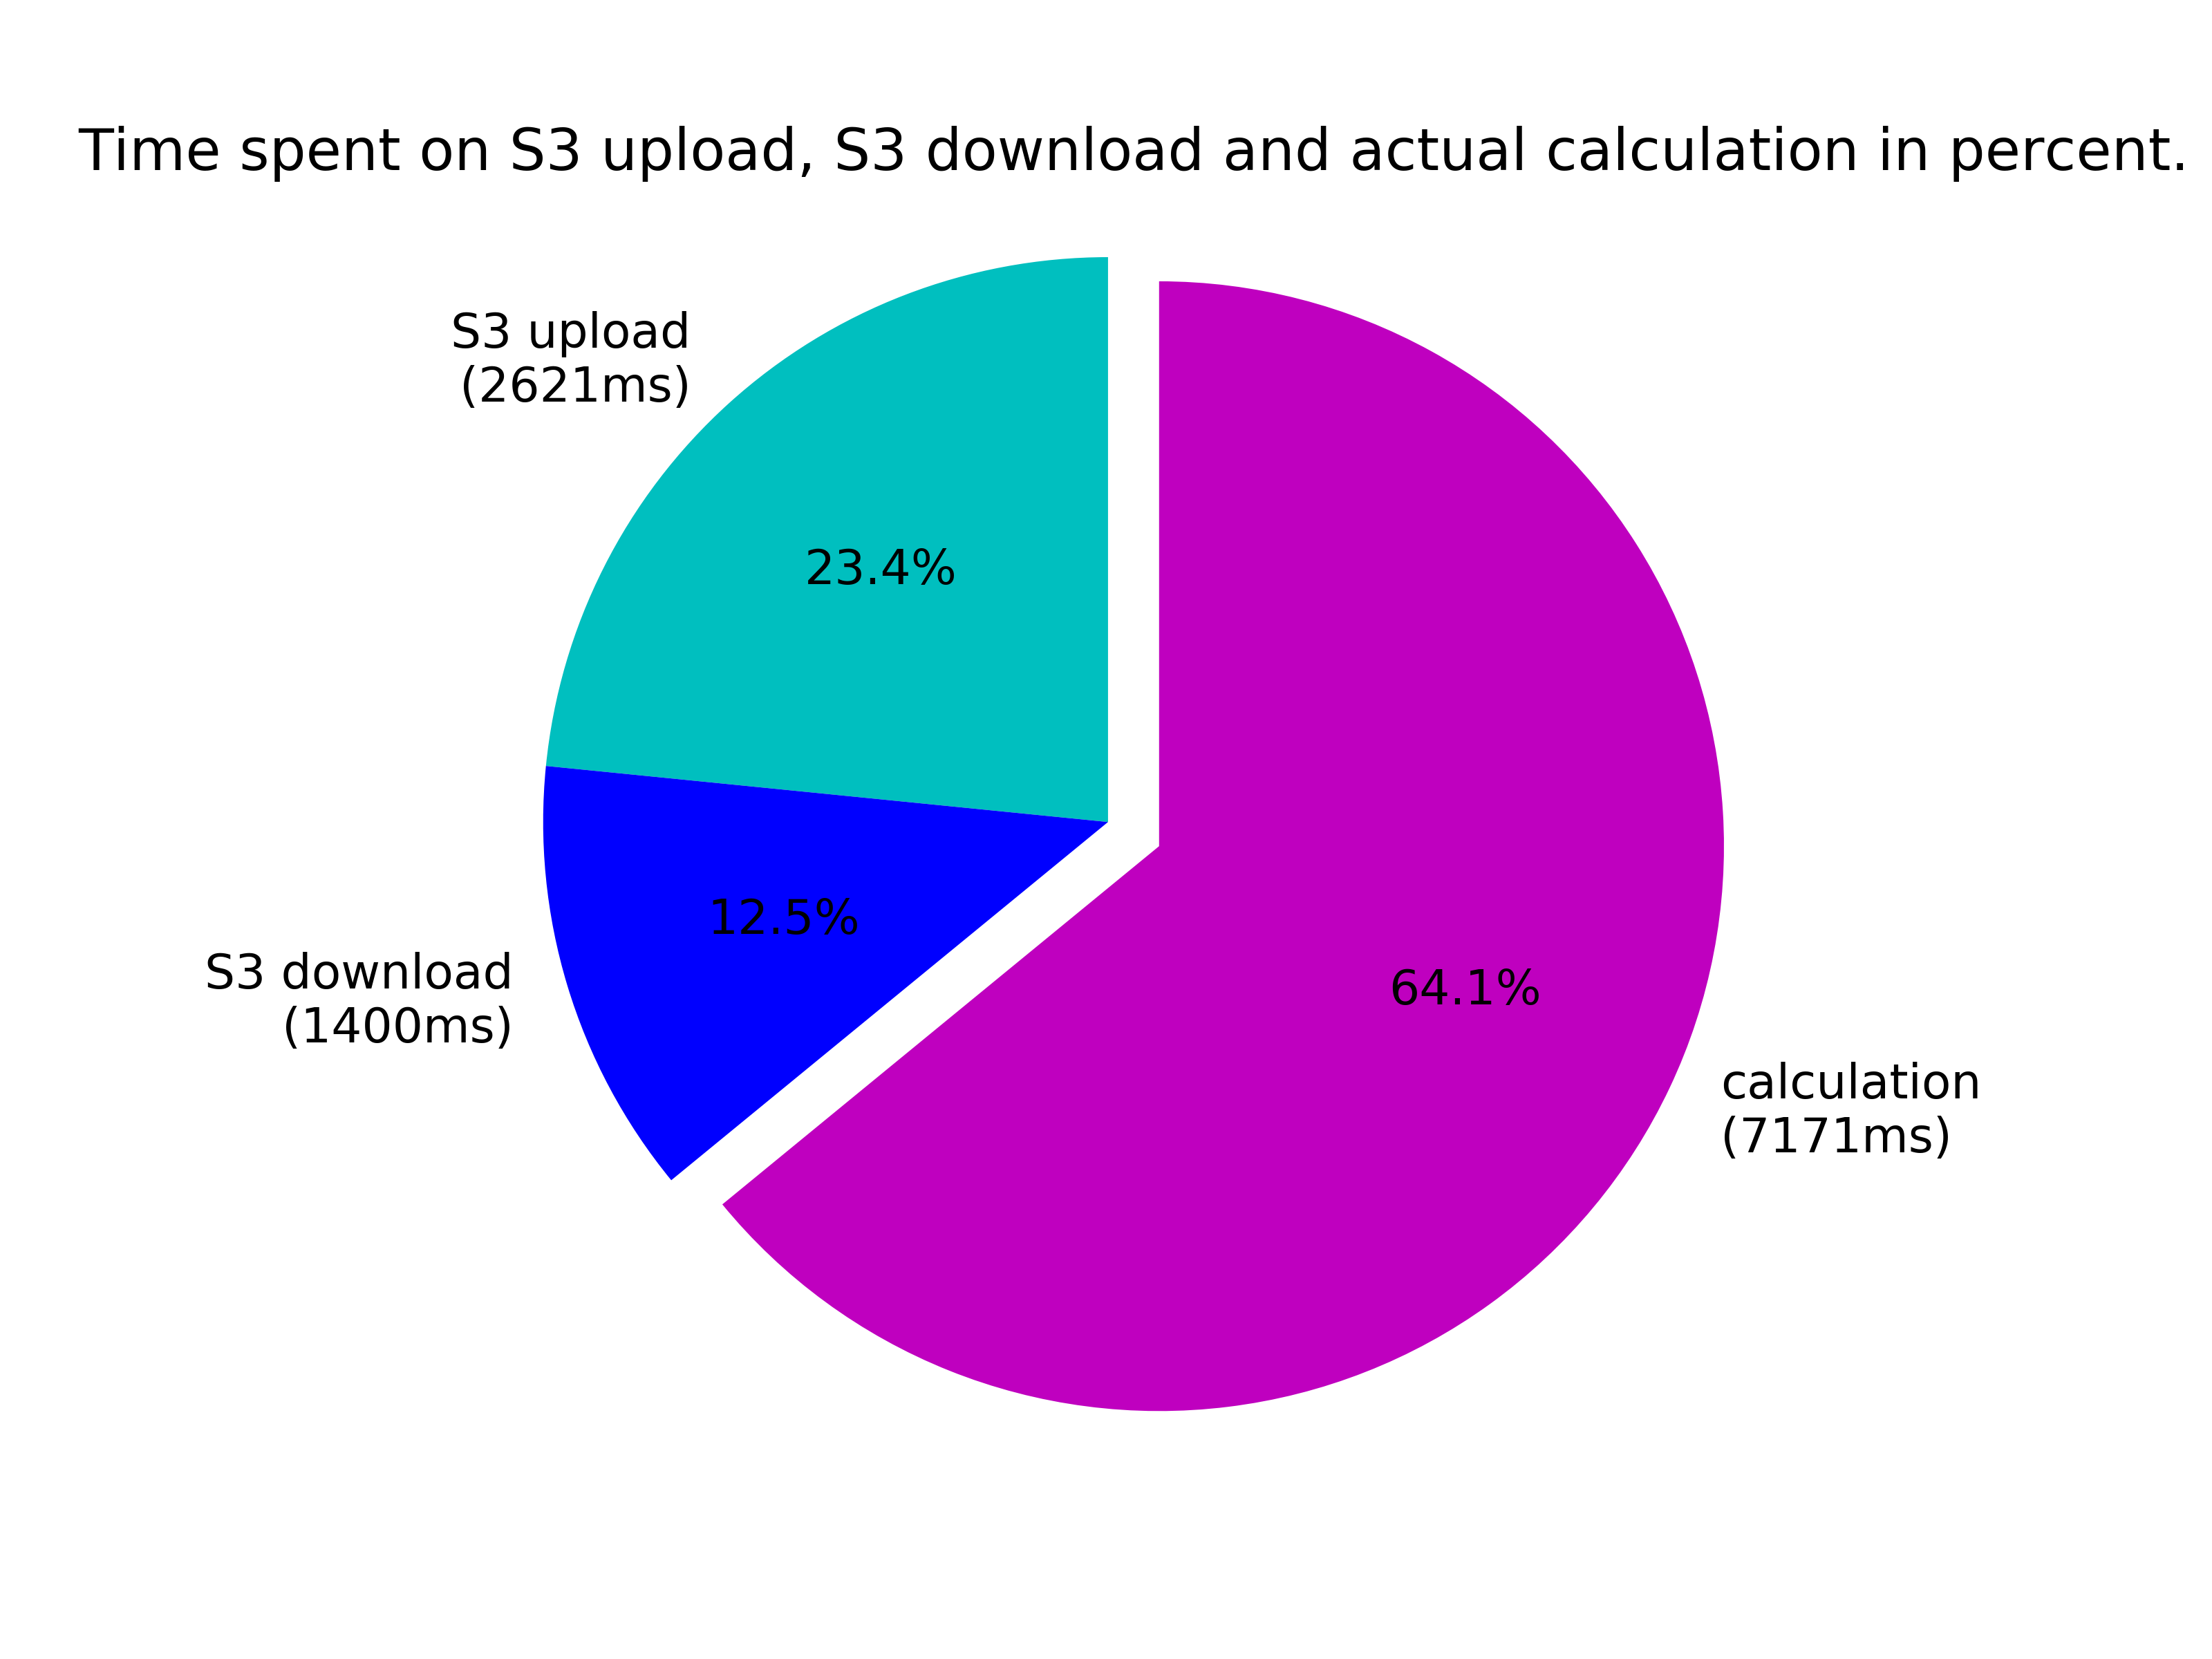 Time spent on S3 upload, S3 download and actual calculation in percent.
S3 upload
(2621ms)
23.4%
12.5%
S3 download
(1400ms)
64.1%
calculation
(7171ms)